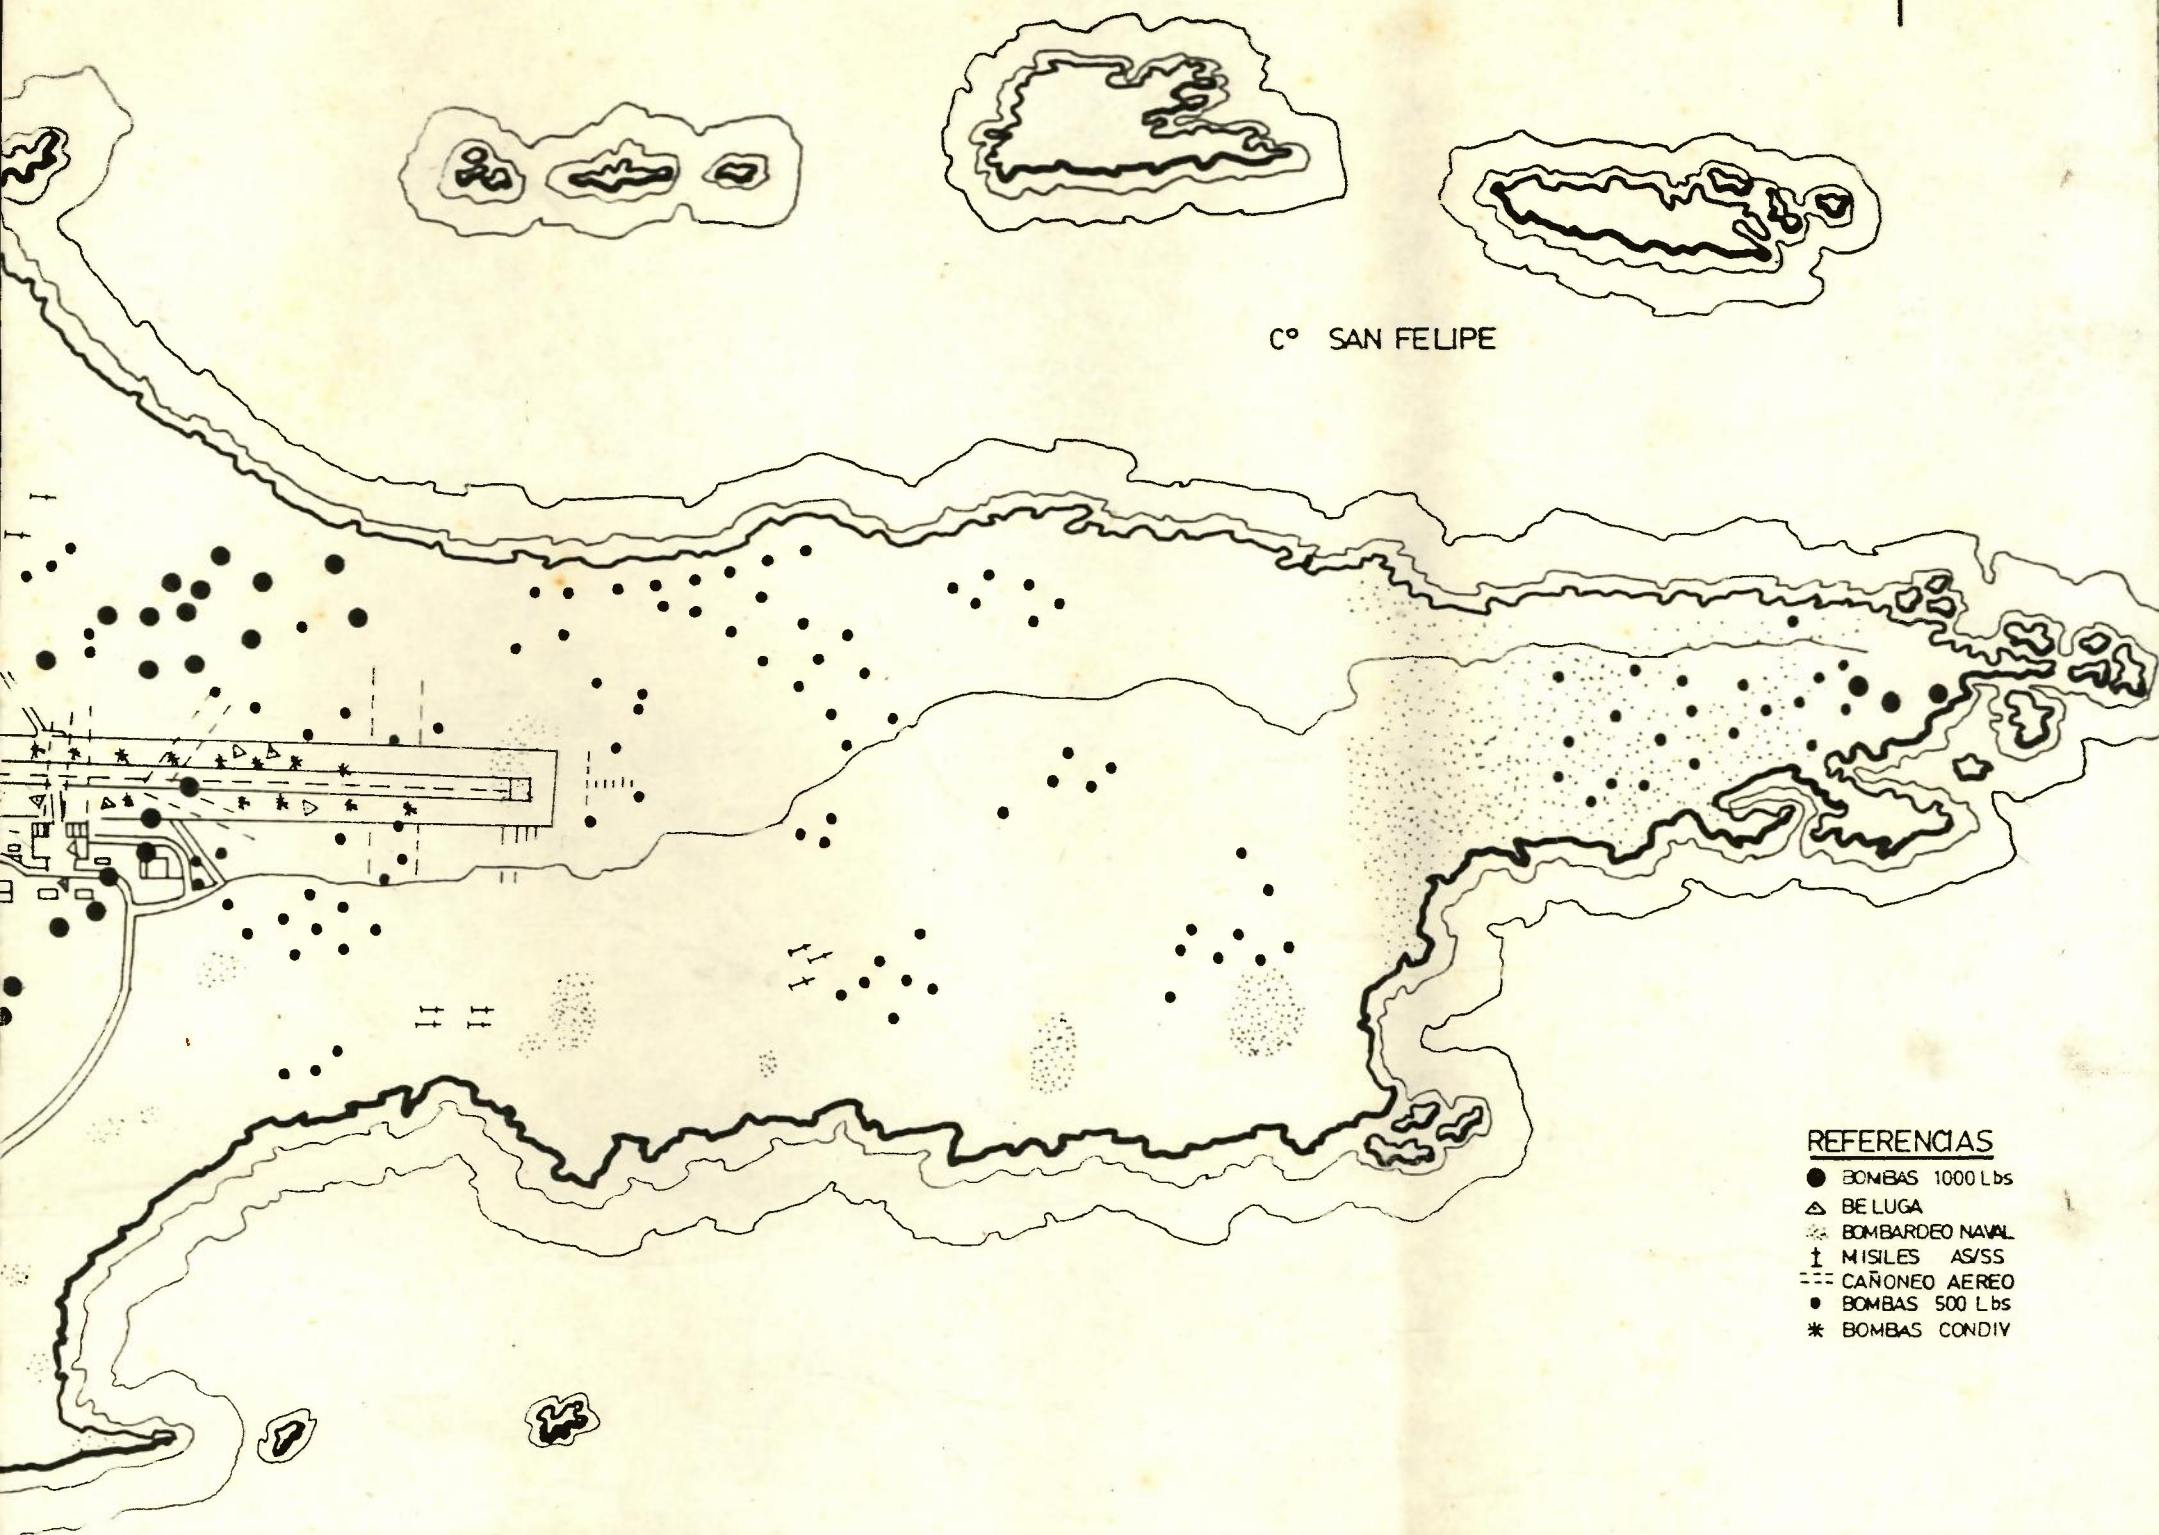 Cº SAN FELIPE
REFERENCIAS
BOMBAS 1000 Lbs
BELUGA
BOMBARDEO NAVAL
MISILES AS/SS
CAÑONEO AEREO
BOMBAS 500 Lbs
BOMBAS CONDIV